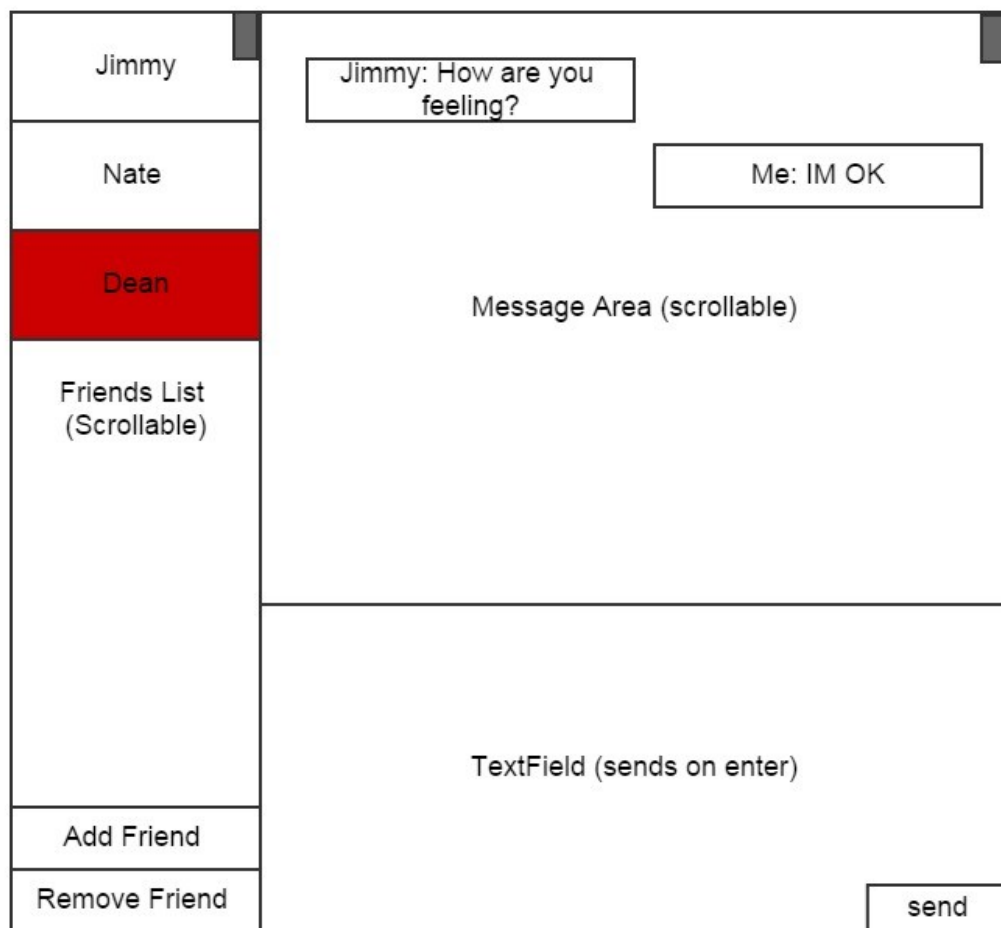 Jimmy
Nate
Dean
Friends List
(Scrollable)
Add Friend
Remove Friend
Jimmy: How are you
feeling?
Me: IM OK
Message Area (scrollable)
TextField (sends on enter)
send